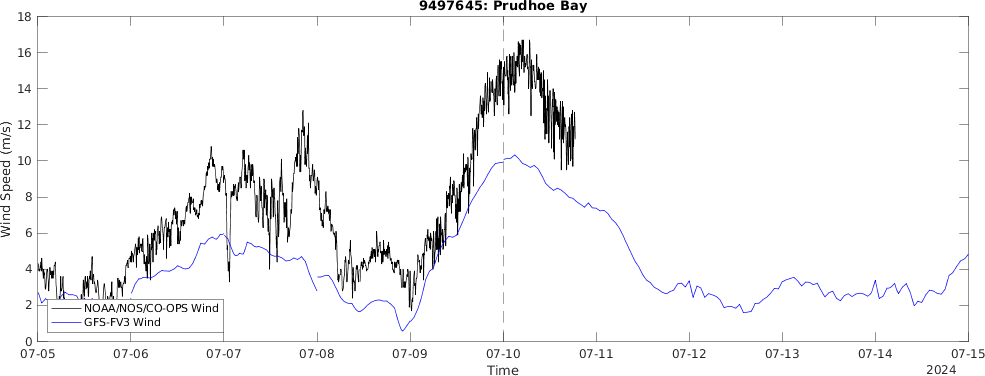 9497645: Prudhoe Bay
18
16
14
12
10
8
6
4
2
0
Wind Speed (m/s)
NOAA/NOS/CO-OPS Wind
GFS-FV3 Wind
07-05 07-06 07-07 07-08 07-09 07-10 07-11 07-12 07-13 07-14 07-15
Time
2024